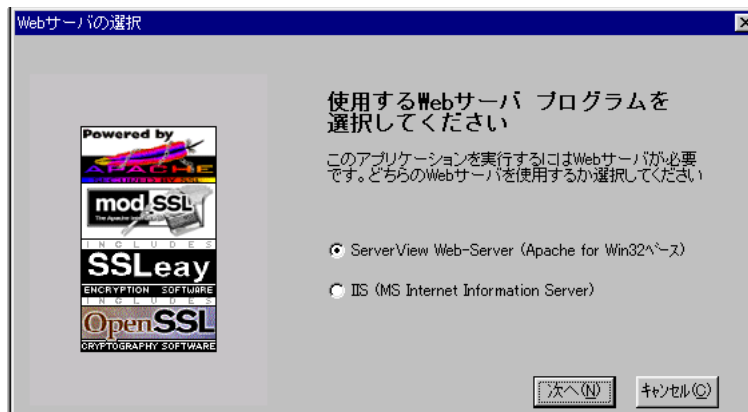 Webサーバの選択
Powered by
APACHE
mod SSL
The Apache Interface to
INCLUDES
SSLeay
ENCRYPTION SOFTWARE
INCLUDES
OpenSSL
CRYPTOGRAPHY SOFTWARE
使用するWebサーバ プログラムを
選択してください
このアプリケーションを実行するにはWebサーバが必要
です。どちらのWebサーバを使用するか選択してください
ServerView Web-Server (Apache for Win32ベース)
IIS (MS Internet Information Server)
次へ(N)
キャンセル(C)